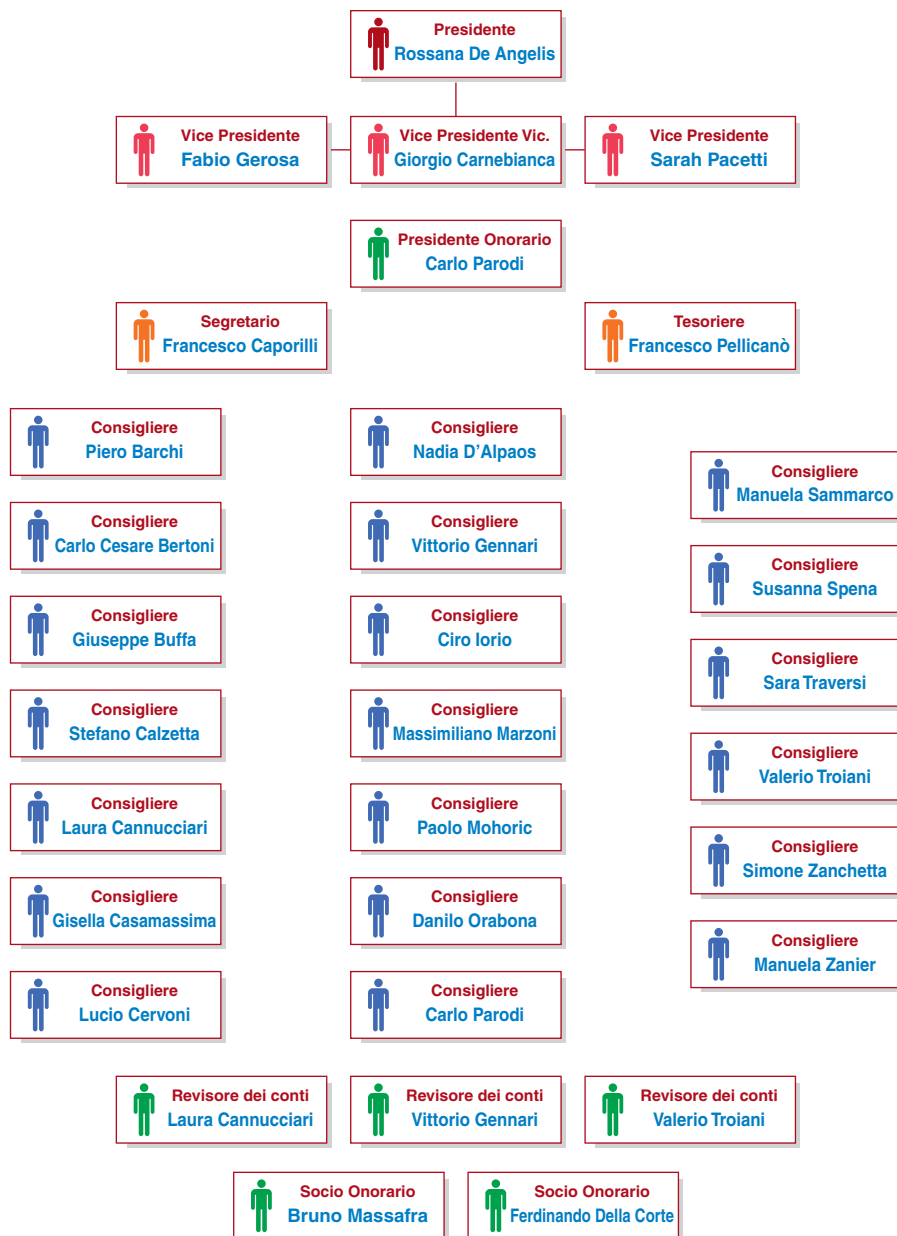 Presidente
Rossana De Angelis
Vice Presidente
Fabio Gerosa
Vice Presidente Vic.
Giorgio Carnebianca
Vice Presidente
Sarah Pacetti
Presidente Onorario
Carlo Parodi
Segretario
Francesco Caporilli
Tesoriere
Francesco Pellicanò
Consigliere
Piero Barchi
Consigliere
Carlo Cesare Bertoni
Consigliere
Giuseppe Buffa
Consigliere
Stefano Calzetta
Consigliere
Laura Cannucciari
Consigliere
Gisella Casamassima
Consigliere
Lucio Cervoni
Consigliere
Nadia D'Alpaos
Consigliere
Vittorio Gennari
Consigliere
Ciro Iorio
Consigliere
Massimiliano Marzoni
Consigliere
Paolo Mohoric
Consigliere
Danilo Orabona
Consigliere
Carlo Parodi
Consigliere
Manuela Sammarco
Consigliere
Susanna Spena
Consigliere
Sara Traversi
Consigliere
Valerio Troiani
Consigliere
Simone Zanchetta
Consigliere
Manuela Zanier
Revisore dei conti
Laura Cannucciari
Revisore dei conti
Vittorio Gennari
Revisore dei conti
Valerio Troiani
Socio Onorario
Bruno Massafra
Socio Onorario
Ferdinando Della Corte